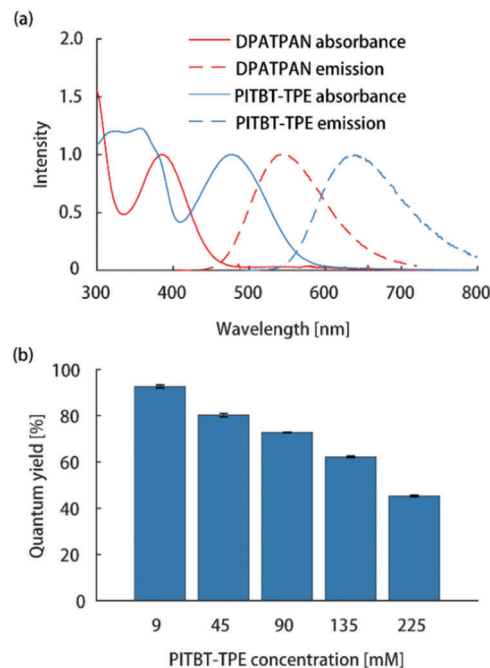 (a)
2.0
1.5
1.0
0.5
0
Intensity
DPATPAN absorbance
DPATPAN emission
PITBT-TPE absorbance
PITBT-TPE emission
300 400 500 600 700 800
Wavelength [nm]
(b)
100
80
60
40
20
0
Quantum yield [%]
9 45 90 135 225
PITBT-TPE concentration [mM]